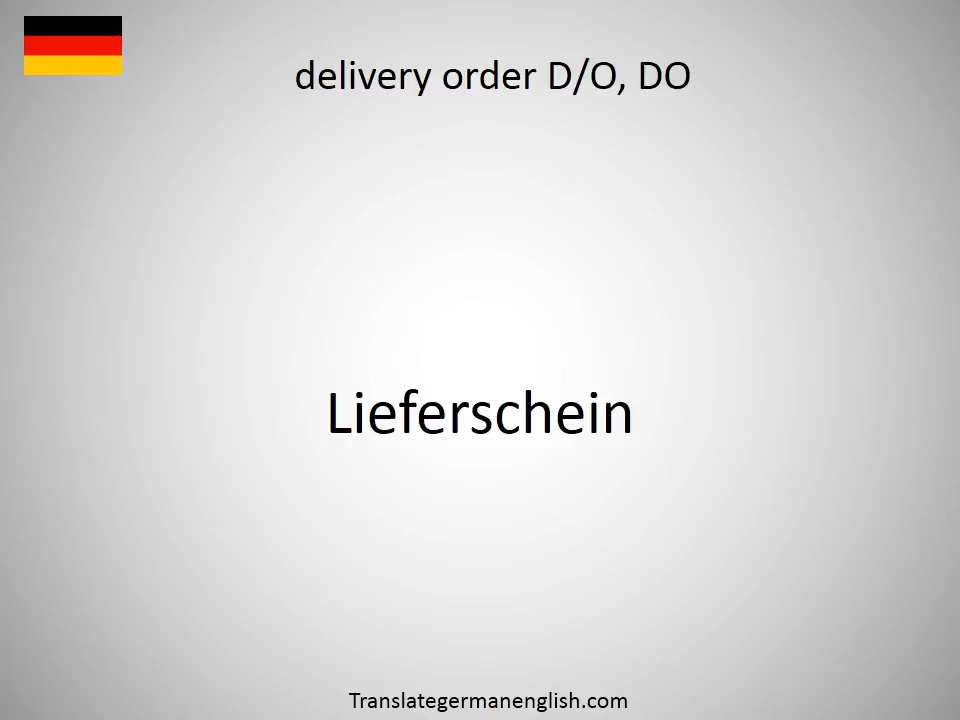 delivery order D/O, DO
Lieferschein
Translategermanenglish.com